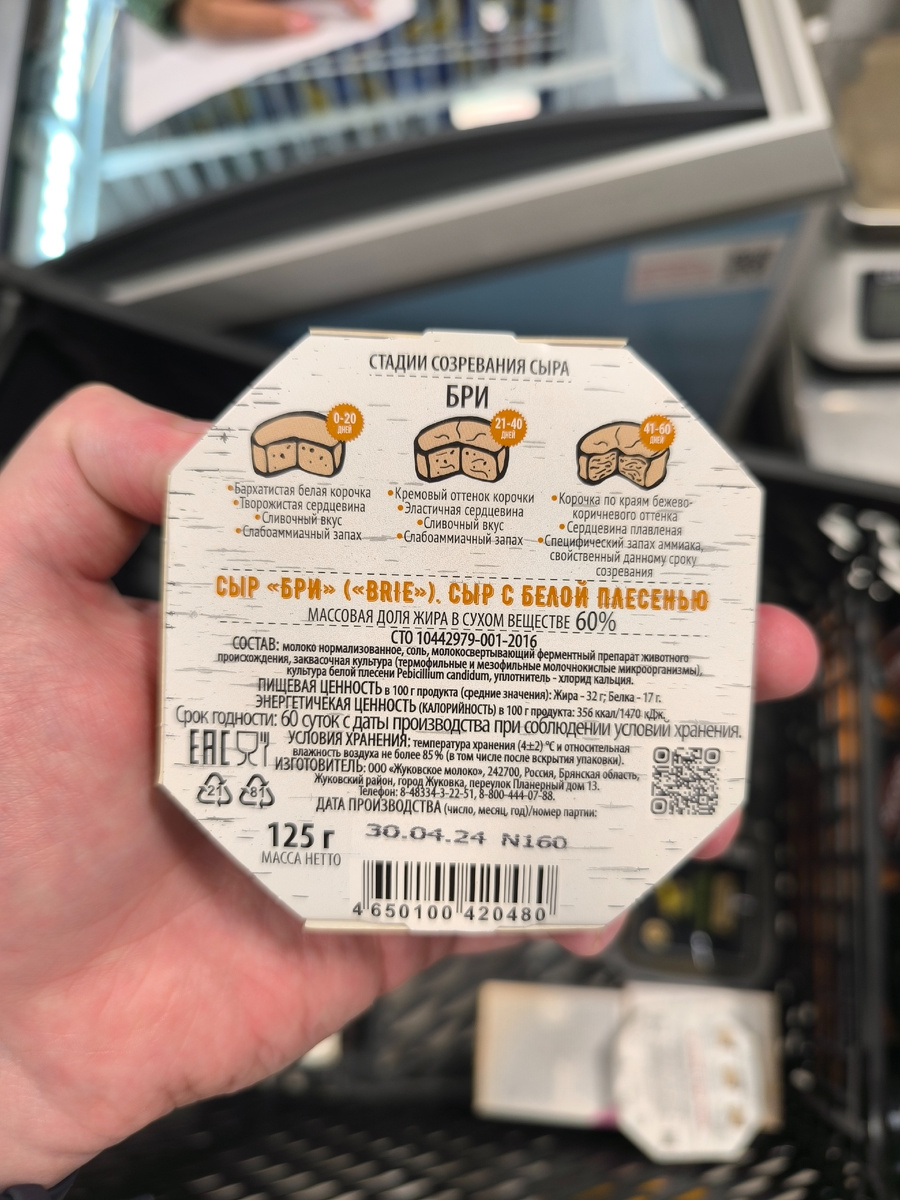 СТАДИИ СОЗРЕВАНИЯ СЫРА
БРИ
0-20
ДНЕЙ
•Бархатистая белая корочка
•Творожистая сердцевина
•Сливочный вкус
•Слабоаммиачный запах
21-40
ДНЕЙ
•Кремовый оттенок корочки
•Эластичная сердцевина
•Сливочный вкус
•Слабоаммиачный запах
41-60
ДНЕЙ
•Корочка по краям бежево-
коричневого оттенка
•Сердцевина плавленая
•Специфический запах аммиака,
свойственный данному сроку
созревания
СЫР «БРИ» («BRIE»). СЫР С БЕЛОЙ ПЛЕСЕНЬЮ
МАССОВАЯ ДОЛЯ ЖИРА В СУХОМ ВЕЩЕСТВЕ 60%
СТО 10442979-001-2016
СОСТАВ: молоко нормализованное, соль, молокосвертывающий ферментный препарат животного
происхождения, заквасочная культура (термофильные и мезофильные молочнокислые микроорганизмы),
культура белой плесени Pebicillium candidum, уплотнитель - хлорид кальция.
ПИЩЕВАЯ ЦЕННОСТЬ в 100 г продукта (средние значения): Жира - 32 г; Белка - 17 г.
ЭНЕРГЕТИЧЕКАЯ ЦЕННОСТЬ (КАЛОРИЙНОСТЬ) в 100 г продукта: 356 ккал/1470 кДж.
Срок годности: 60 суток с даты производства при соблюдении условий хранения.
УСЛОВИЯ ХРАНЕНИЯ: температура хранения (4±2) °С и относительная
влажность воздуха не более 85 % (в том числе после вскрытия упаковки).
ИЗГОТОВИТЕЛЬ: ООО «Жуковское молоко», 242700, Россия, Брянская область,
Жуковский район, город Жуковка, переулок Планерный дом 13.
Телефон: 8-48334-3-22-51, 8-800-444-07-88.
ДАТА ПРОИЗВОДСТВА (число, месяц, год)/номер партии:
EAC
21
81
125 г
МАССА НЕТТО
30.04.24 N160
4 650100 420480